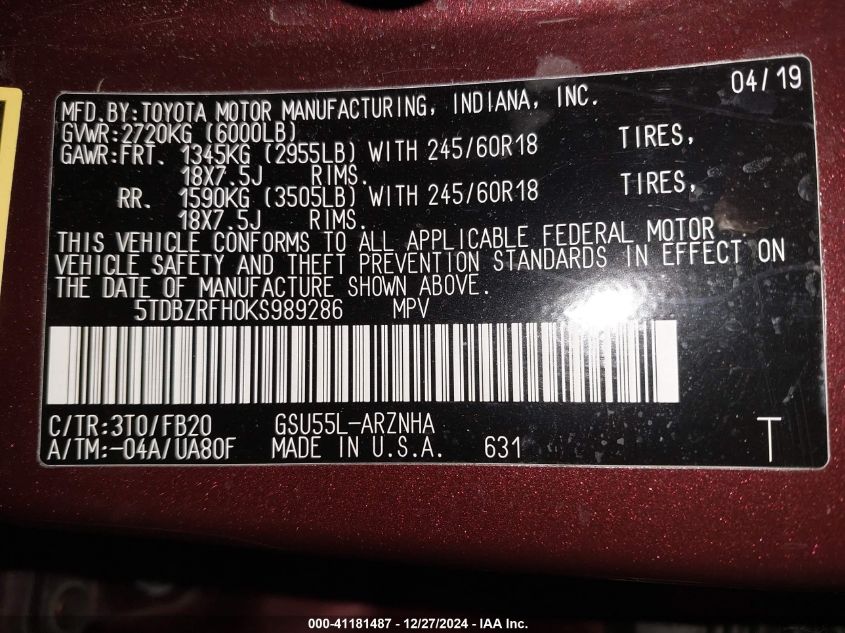 04/19
MFD.BY:TOYOTA MOTOR MANUFACTURING, INDIANA, INC.
GVWR:2720KG (6000LB)
GAWR:FRT. 1345KG (2955LB) WITH 245/60R18 TIRES,
18X7.5J RIMS.
RR. 1590KG (3505LB) WITH 245/60R18 TIRES,
18X7.5J RIMS.
THIS VEHICLE CONFORMS TO ALL APPLICABLE FEDERAL MOTOR
VEHICLE SAFETY AND THEFT PREVENTION STANDARDS IN EFFECT ON
THE DATE OF MANUFACTURE SHOWN ABOVE.
5TDBZRFH0KS989286 MPV
C/TR:3T0/FB20 GSU55L-ARZNHA
A/TM:-04A/UA80F MADE IN U.S.A. 631 T
000-41181487 - 12/27/2024 - IAA Inc.